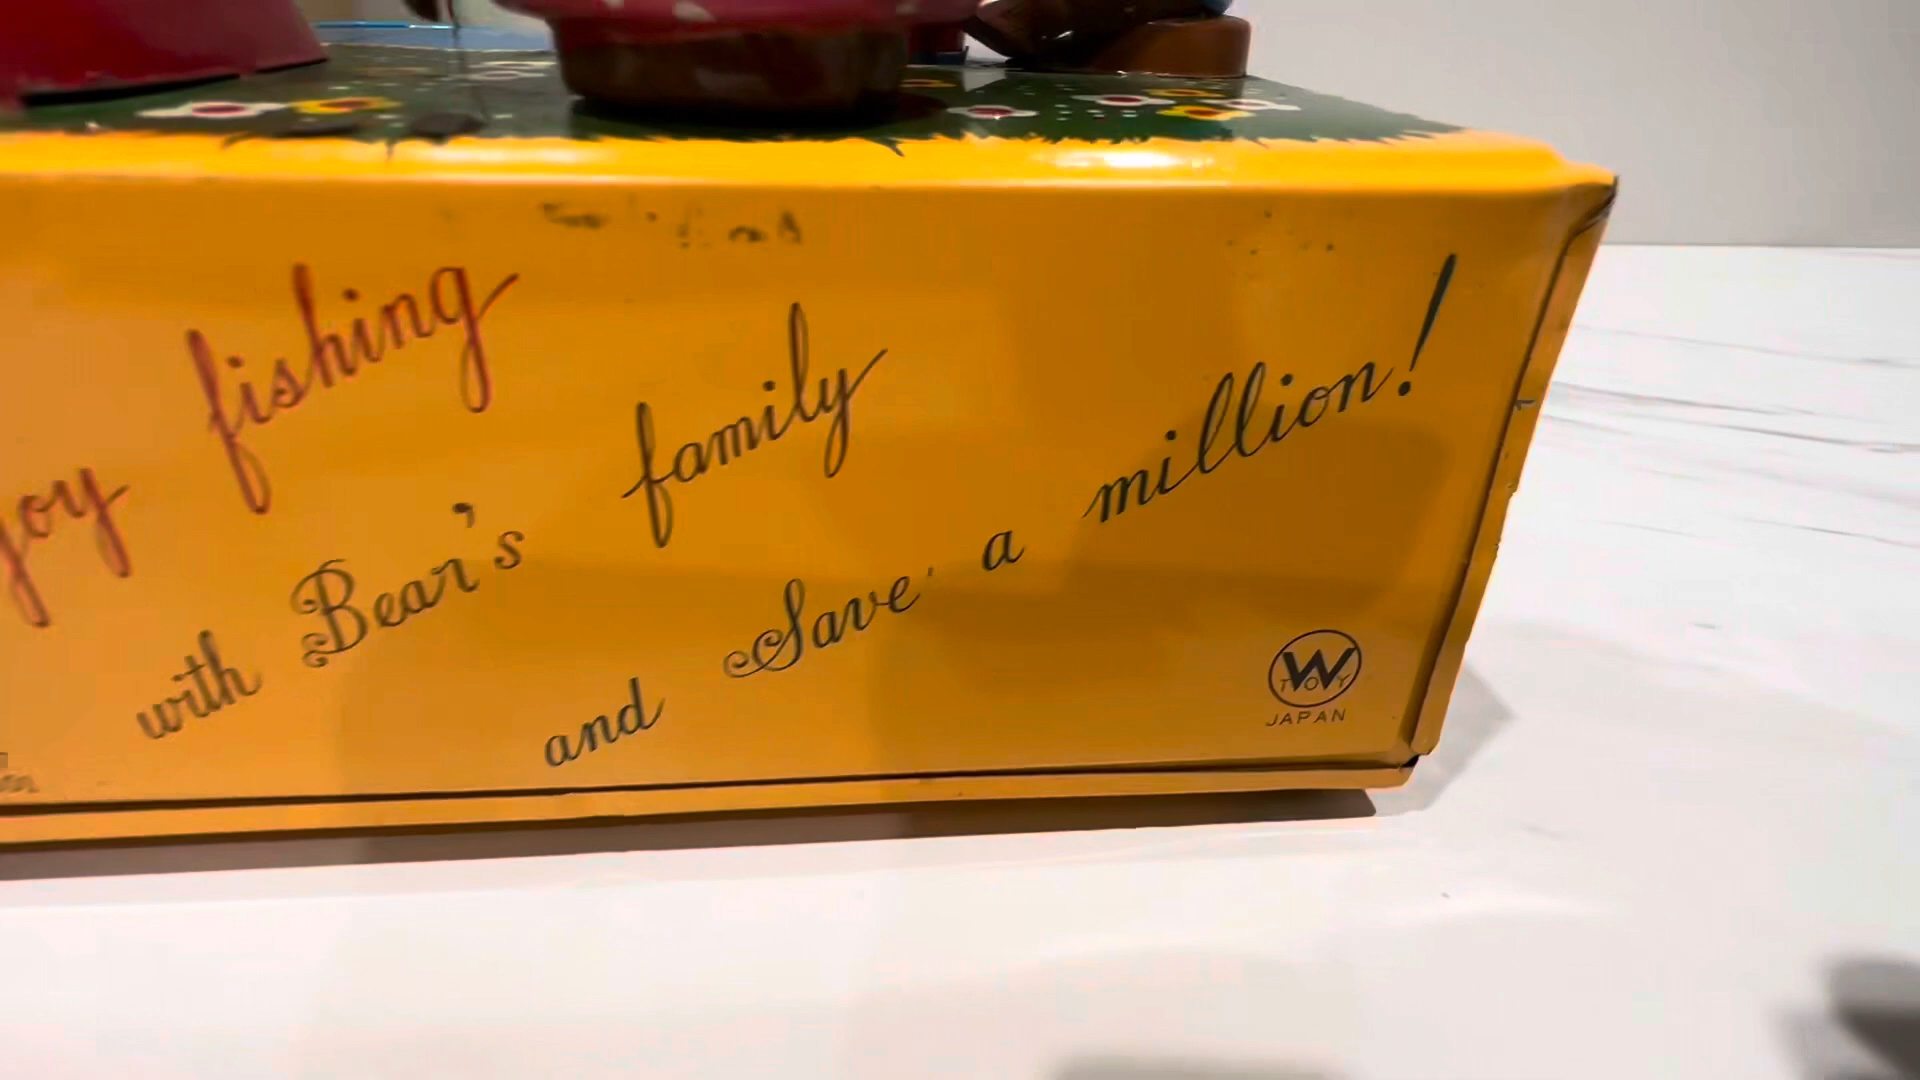 joy fishing
with Bear's family
and Save a million!
W
TOY
JAPAN